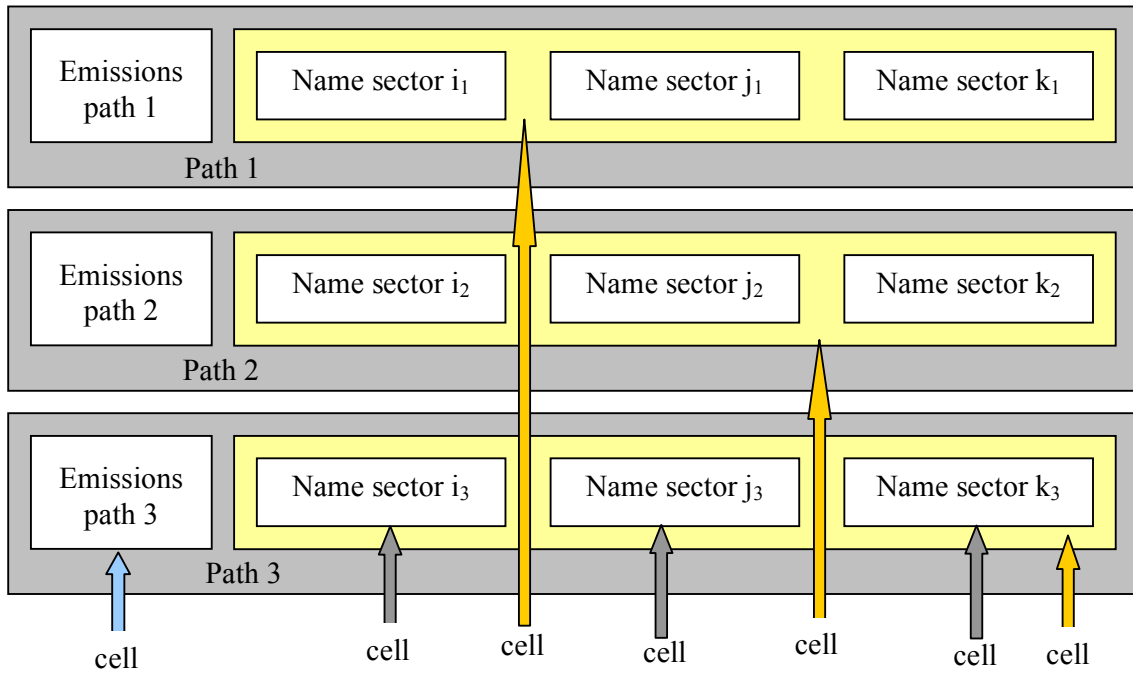 Emissions
path 1
Name sector i₁
Name sector j₁
Name sector k₁
Path 1
Emissions
path 2
Name sector i₂
Name sector j₂
Name sector k₂
Path 2
Emissions
path 3
Name sector i₃
Name sector j₃
Name sector k₃
Path 3
cell
cell
cell
cell
cell
cell